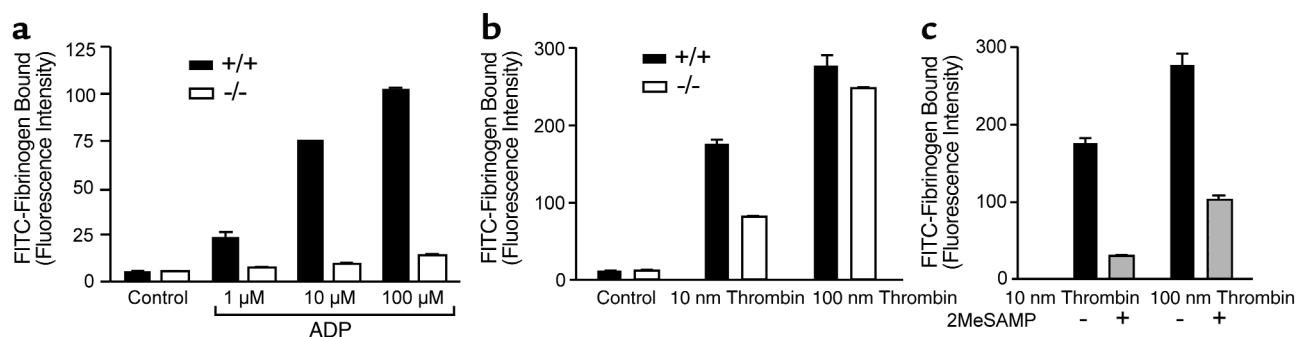 a
FITC-Fibrinogen Bound
(Fluorescence Intensity)
125
100
75
50
25
0
+/+
-/-
Control
1 µM
10 µM
100 µM
ADP
b
FITC-Fibrinogen Bound
(Fluorescence Intensity)
300
200
100
0
+/+
-/-
Control
10 nm Thrombin
100 nm Thrombin
c
FITC-Fibrinogen Bound
(Fluorescence Intensity)
300
200
100
0
10 nm Thrombin
100 nm Thrombin
2MeSAMP - + - +